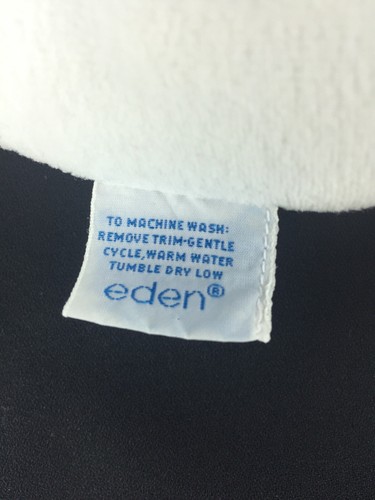 TO MACHINE WASH:
REMOVE TRIM-GENTLE
CYCLE, WARM WATER
TUMBLE DRY LOW
eden®